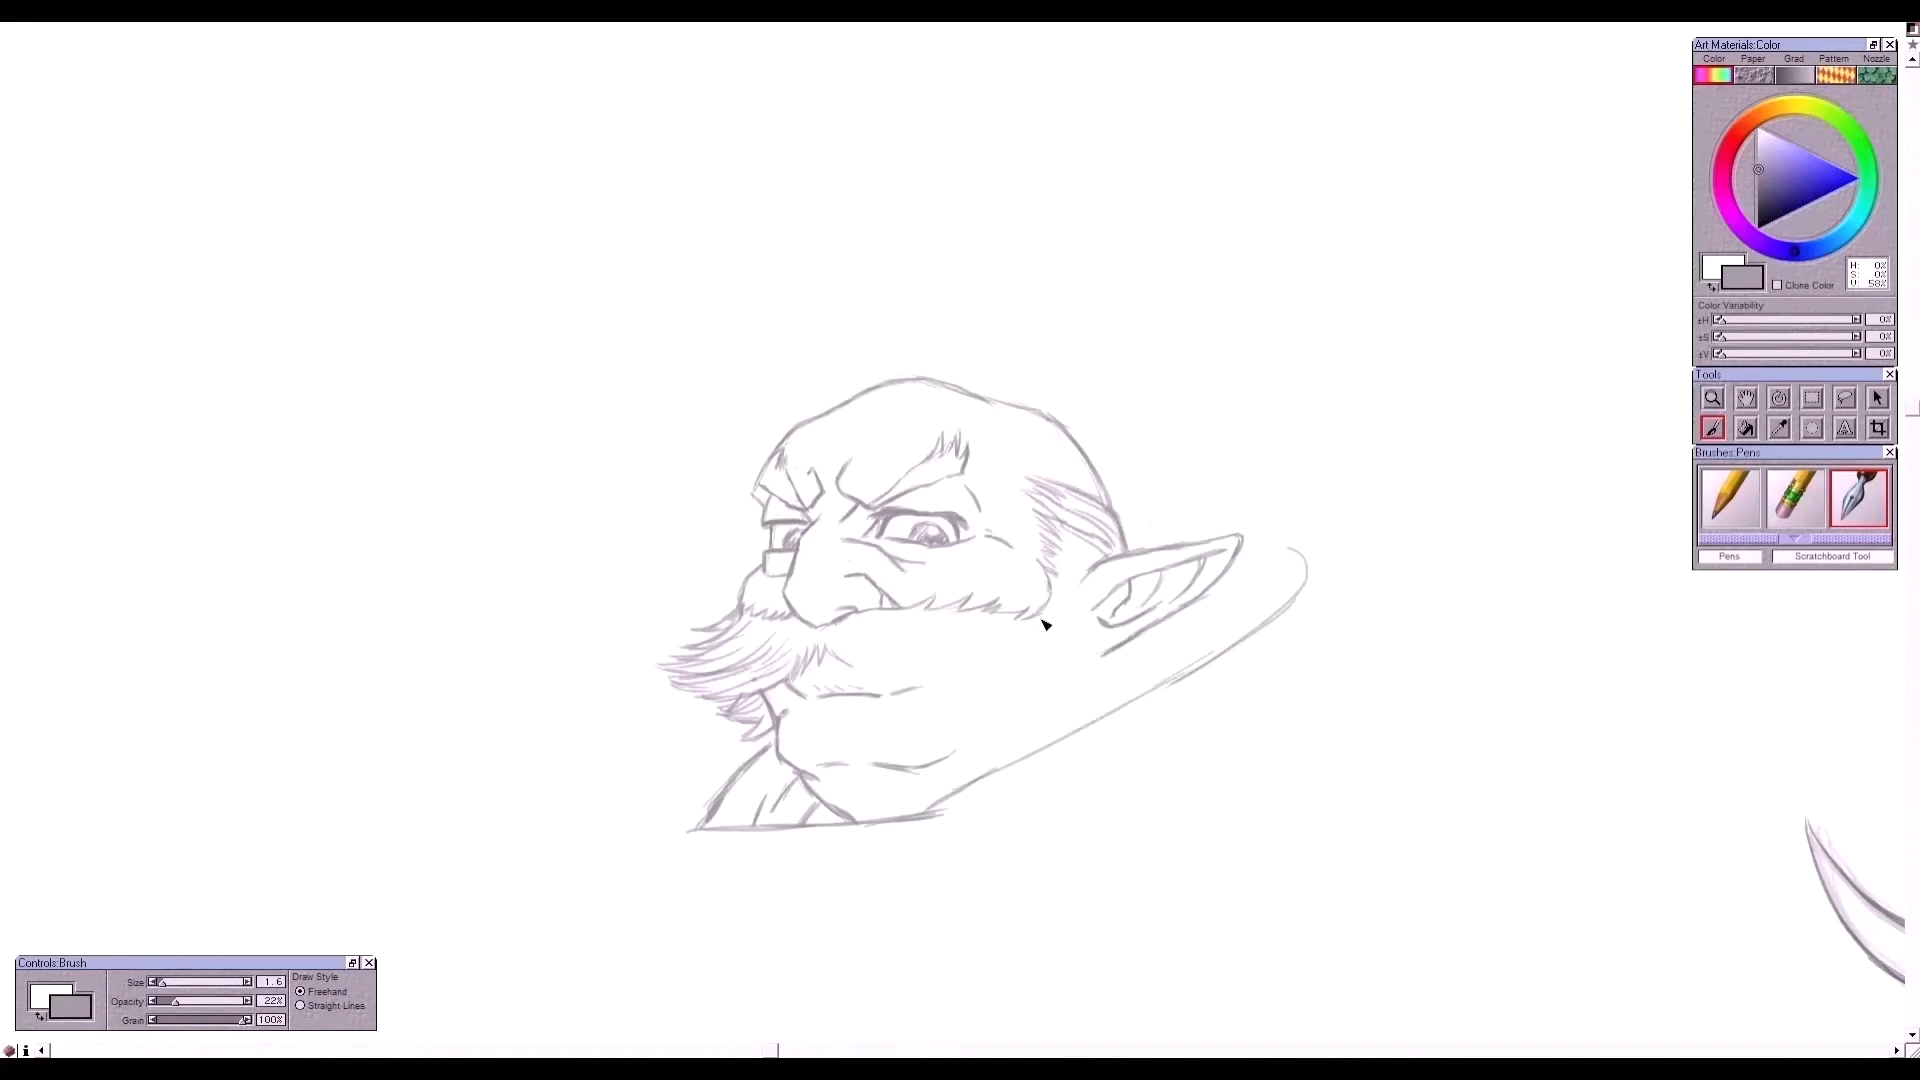 Art Materials:Color
Color Paper Grad Pattern Nozzle
H: 0%
S: 0%
V: 58%
Clone Color
Color Variability
±H 0%
±S 0%
±V 0%
Tools
Brushes:Pens
Pens Scratchboard Tool
Controls:Brush
Size 1.6
Opacity 22%
Grain 100%
Draw Style
Freehand
Straight Lines